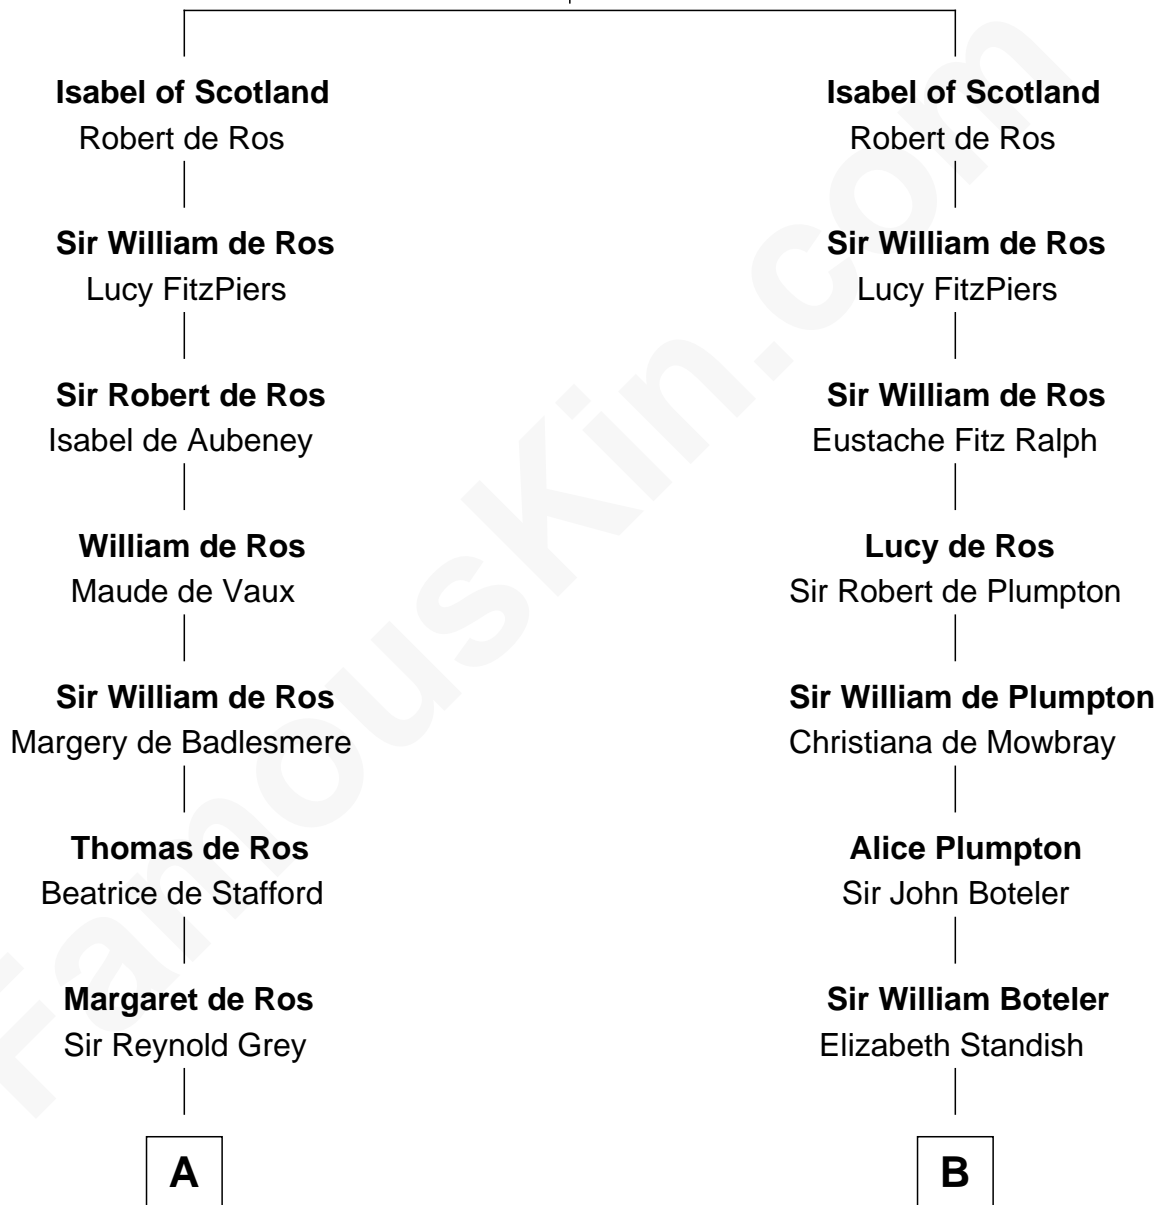 Isabel of Scotland
Robert de Ros
Sir William de Ros
Lucy FitzPiers
Sir Robert de Ros
Isabel de Aubeney
William de Ros
Maude de Vaux
Sir William de Ros
Margery de Badlesmere
Thomas de Ros
Beatrice de Stafford
Margaret de Ros
Sir Reynold Grey
A
Isabel of Scotland
Robert de Ros
Sir William de Ros
Lucy FitzPiers
Sir William de Ros
Eustache Fitz Ralph
Lucy de Ros
Sir Robert de Plumpton
Sir William de Plumpton
Christiana de Mowbray
Alice Plumpton
Sir John Boteler
Sir William Boteler
Elizabeth Standish
B
FamousKin.com